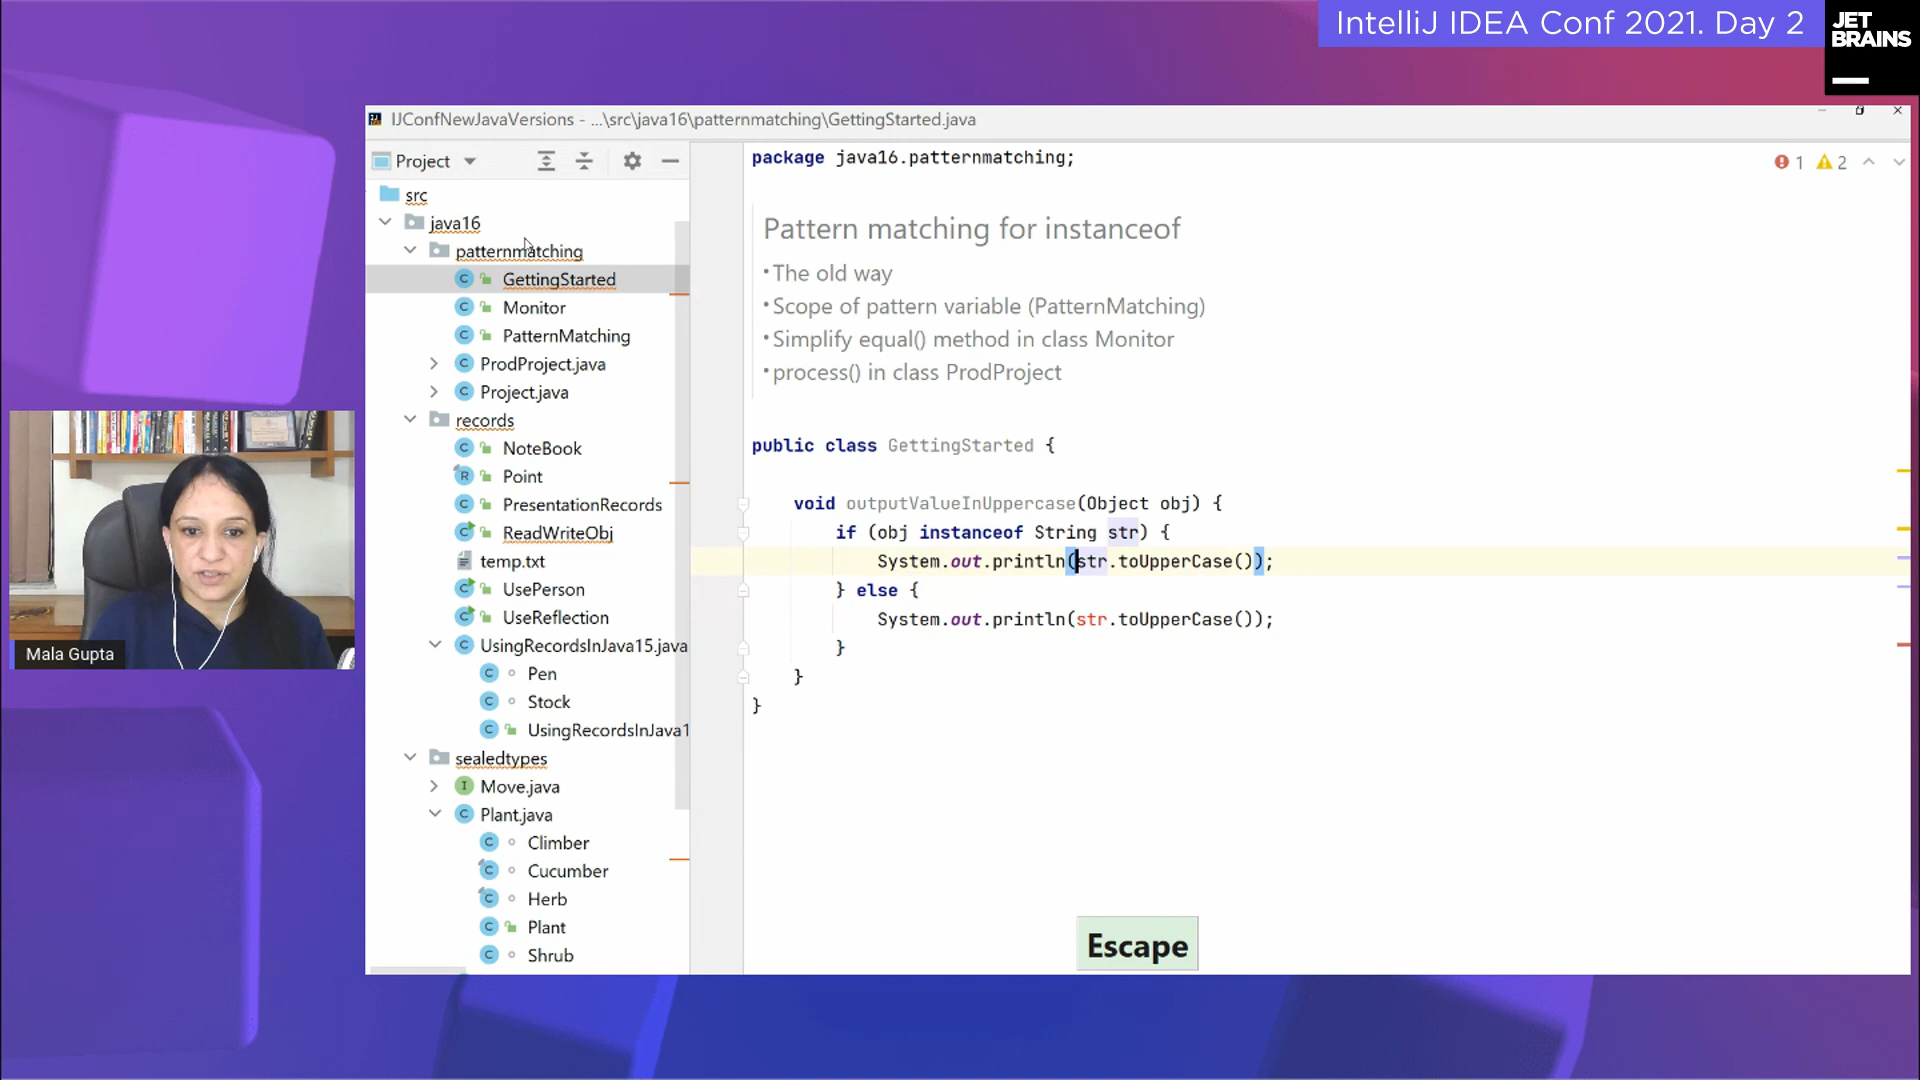 IntelliJ IDEA Conf 2021. Day 2
JET
BRAINS
IJConfNewJavaVersions - ...\src\java16\patternmatching\GettingStarted.java
Project
src
java16
patternmatching
GettingStarted
Monitor
PatternMatching
ProdProject.java
Project.java
records
NoteBook
Point
PresentationRecords
ReadWriteObj
temp.txt
UsePerson
UseReflection
UsingRecordsInJava15.java
Pen
Stock
UsingRecordsInJava1
sealedtypes
Move.java
Plant.java
Climber
Cucumber
Herb
Plant
Shrub
package java16.patternmatching;
1 2
Pattern matching for instanceof
•The old way
•Scope of pattern variable (PatternMatching)
•Simplify equal() method in class Monitor
•process() in class ProdProject
public class GettingStarted {
void outputValueInUppercase(Object obj) {
if (obj instanceof String str) {
System.out.println(str.toUpperCase());
} else {
System.out.println(str.toUpperCase());
}
}
}
Mala Gupta
Escape